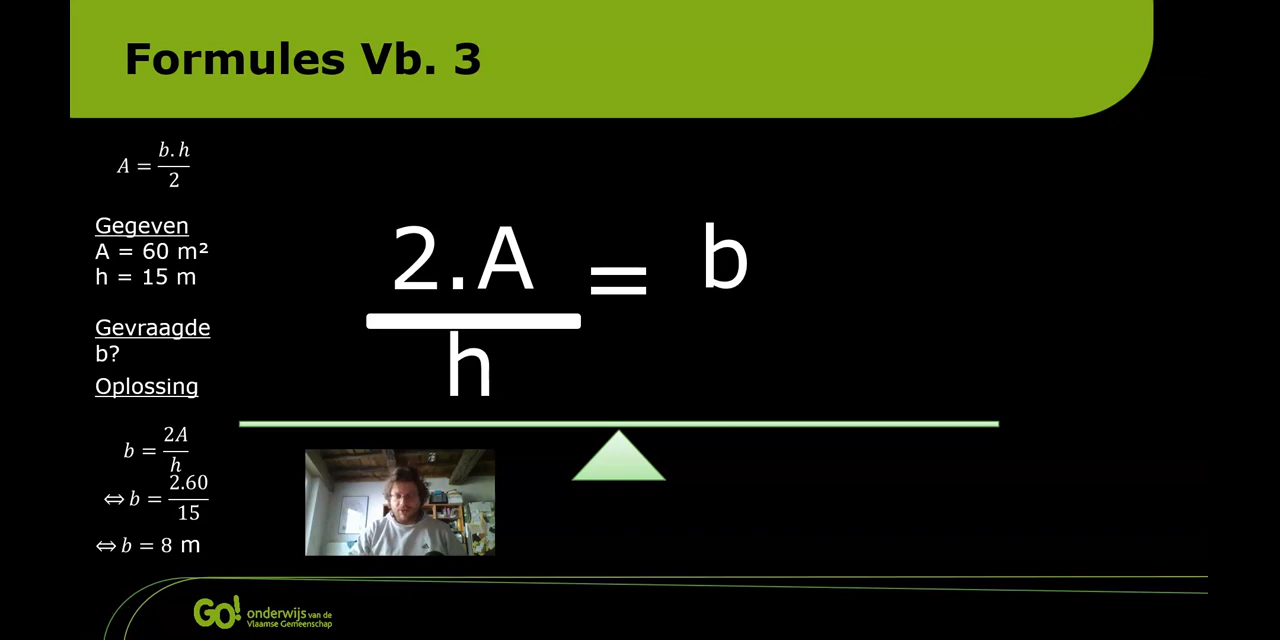 Formules Vb. 3
A = b.h / 2
Gegeven
A = 60 m²
h = 15 m
Gevraagde
b?
Oplossing
b = 2A / h
⇔ b = 2.60 / 15
⇔ b = 8 m
2.A / h = b
GO! onderwijs van de
Vlaamse Gemeenschap